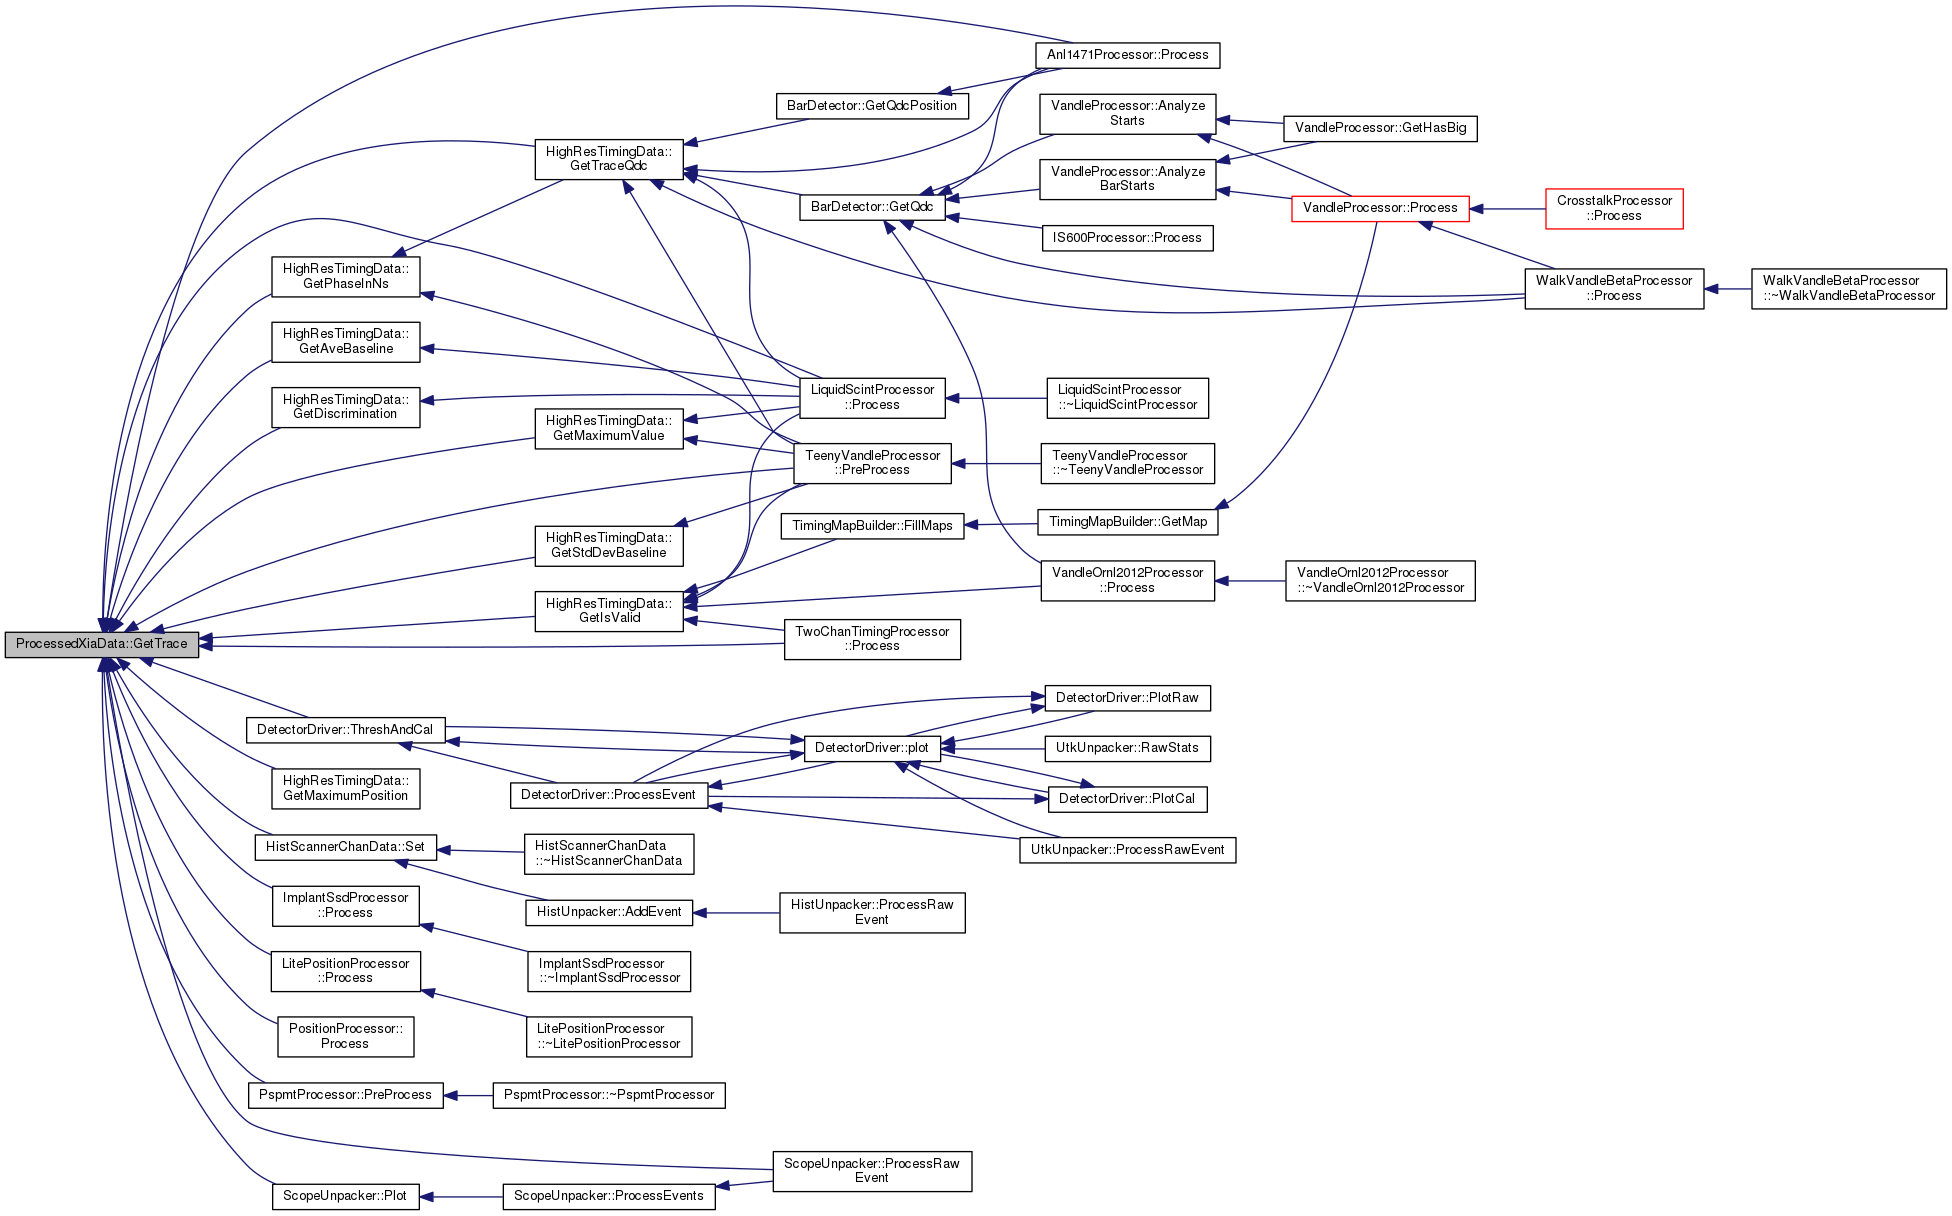 Anl1471Processor::Process
BarDetector::GetQdcPosition
VandleProcessor::Analyze
Starts
VandleProcessor::GetHasBig
HighResTimingData::
GetTraceQdc
VandleProcessor::Analyze
BarStarts
BarDetector::GetQdc
VandleProcessor::Process
CrosstalkProcessor
::Process
IS600Processor::Process
HighResTimingData::
GetPhaseInNs
WalkVandleBetaProcessor
::Process
WalkVandleBetaProcessor
::~WalkVandleBetaProcessor
HighResTimingData::
GetAveBaseline
HighResTimingData::
GetDiscrimination
LiquidScintProcessor
::Process
LiquidScintProcessor
::~LiquidScintProcessor
HighResTimingData::
GetMaximumValue
TeenyVandleProcessor
::PreProcess
TeenyVandleProcessor
::~TeenyVandleProcessor
TimingMapBuilder::FillMaps
TimingMapBuilder::GetMap
HighResTimingData::
GetStdDevBaseline
VandleOrnl2012Processor
::Process
VandleOrnl2012Processor
::~VandleOrnl2012Processor
HighResTimingData::
GetIsValid
ProcessedXiaData::GetTrace
TwoChanTimingProcessor
::Process
DetectorDriver::PlotRaw
DetectorDriver::ThreshAndCal
DetectorDriver::plot
UtkUnpacker::RawStats
HighResTimingData::
GetMaximumPosition
DetectorDriver::ProcessEvent
DetectorDriver::PlotCal
HistScannerChanData::Set
HistScannerChanData
::~HistScannerChanData
UtkUnpacker::ProcessRawEvent
ImplantSsdProcessor
::Process
HistUnpacker::AddEvent
HistUnpacker::ProcessRaw
Event
LitePositionProcessor
::Process
ImplantSsdProcessor
::~ImplantSsdProcessor
PositionProcessor::
Process
LitePositionProcessor
::~LitePositionProcessor
PspmtProcessor::PreProcess
PspmtProcessor::~PspmtProcessor
ScopeUnpacker::ProcessRaw
Event
ScopeUnpacker::Plot
ScopeUnpacker::ProcessEvents